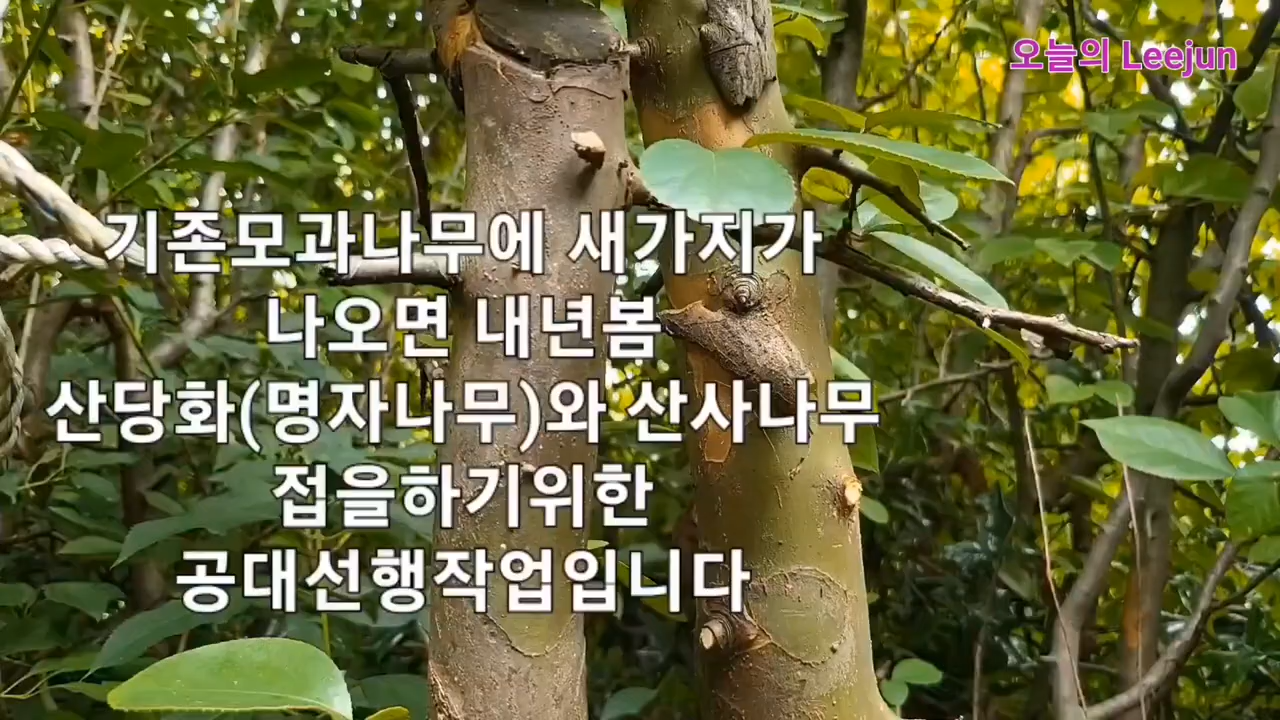 오늘의 Leejun
기존모과나무에 새가지가
나오면 내년봄
산당화(명자나무)와 산사나무
접을하기위한
공대선행작업입니다